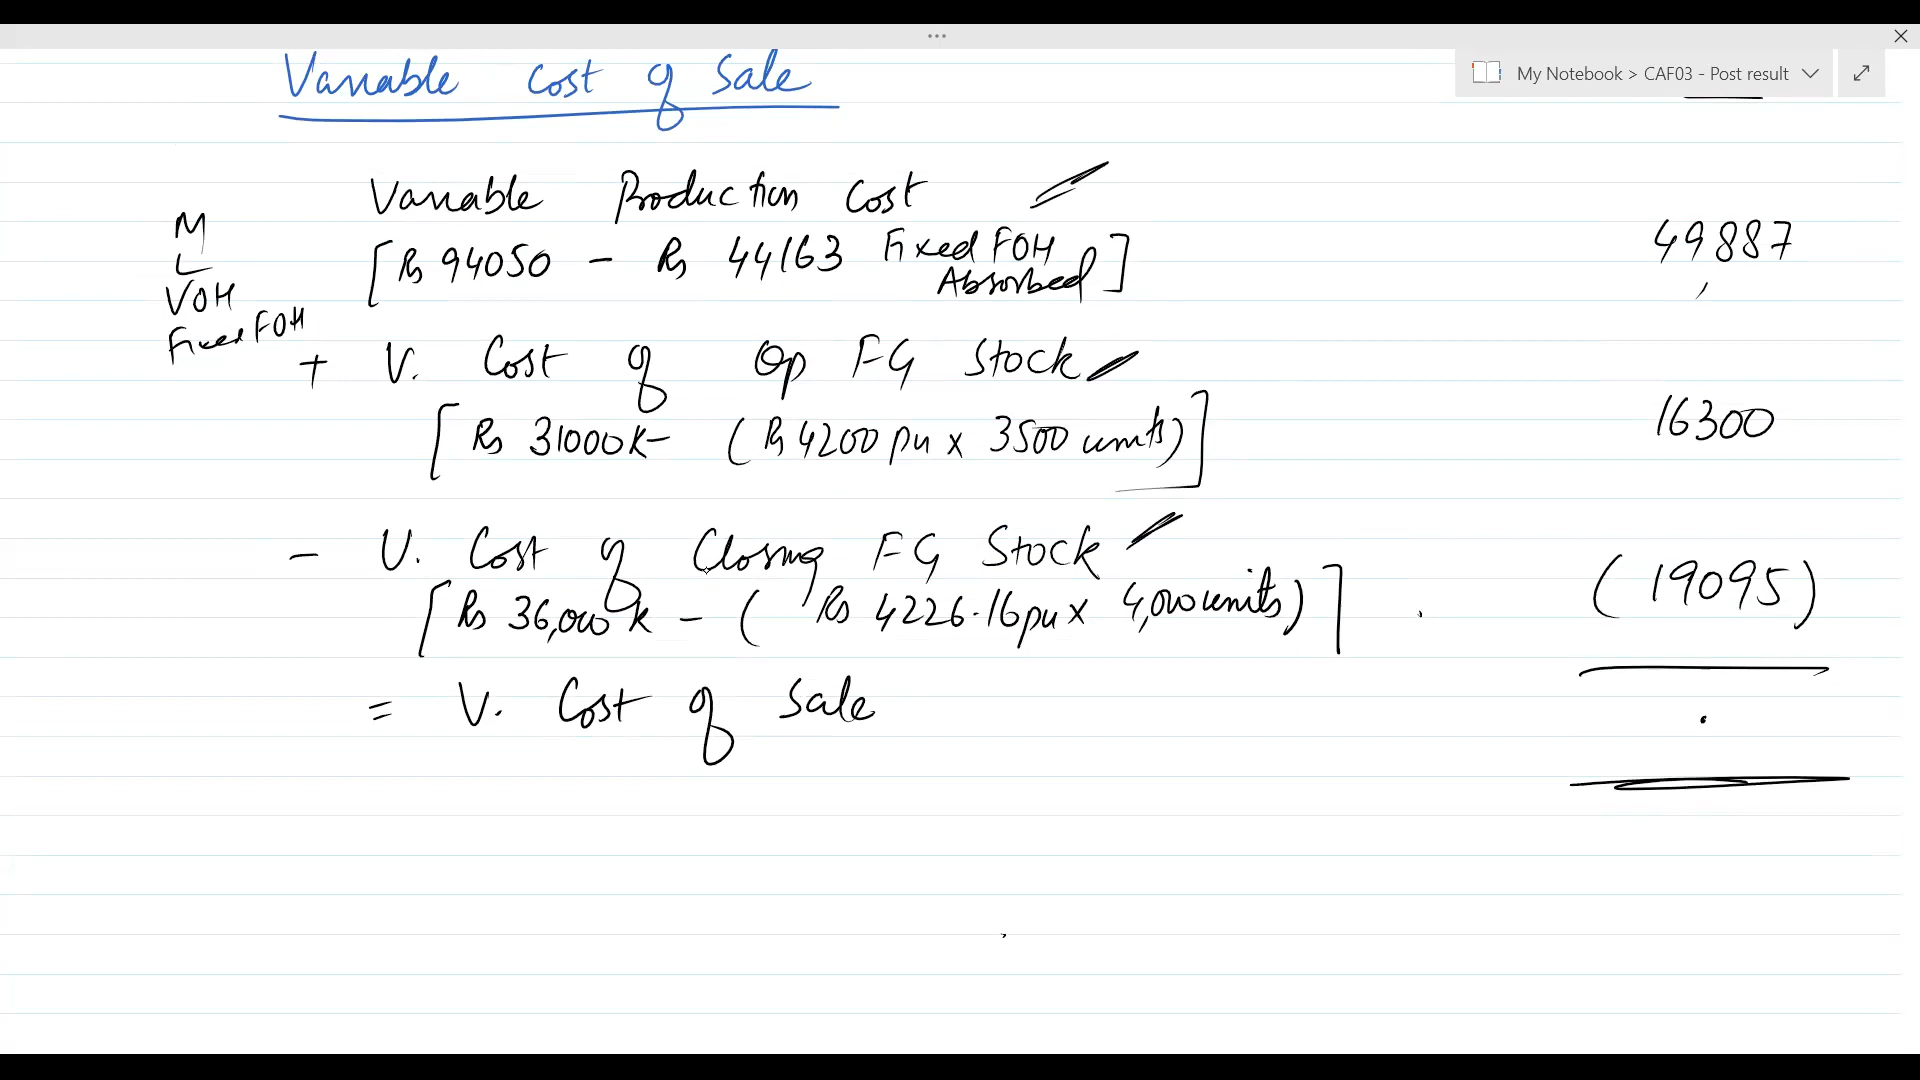 My Notebook > CAF03 - Post result
Variable Cost of Sale
Variable Production Cost
[Rs 94050 - Rs 44163 Fixed FOH Absorbed]
49887
M
L
VOH
Fixed FOH
+ V. Cost of Op FG Stock
[Rs 31000K - (Rs 4200 pu x 3500 units)]
16300
- V. Cost of Closing FG Stock
[Rs 36,000 K - (Rs 4226.16 pu x 4,000 units)]
(19095)
= V. Cost of Sale